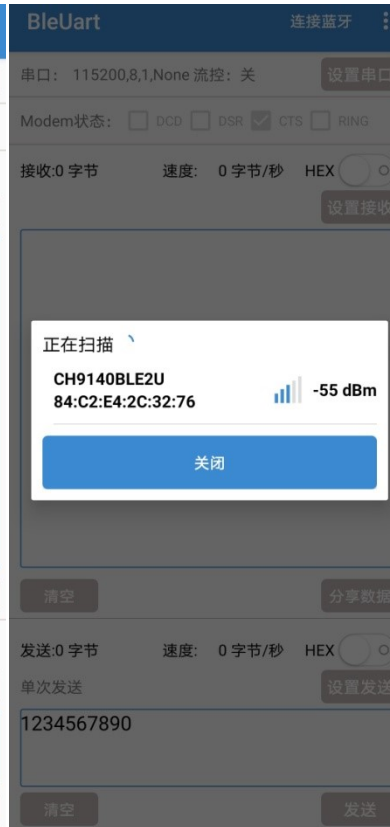 BleUart 连接蓝牙
串口: 115200,8,1,None 流控: 关 设置串口
Modem状态: DCD DSR CTS RING
接收:0 字节 速度: 0 字节/秒 HEX
设置接收
正在扫描
CH9140BLE2U
84:C2:E4:2C:32:76
-55 dBm
关闭
清空 分享数据
发送:0 字节 速度: 0 字节/秒 HEX
单次发送 设置发送
1234567890
清空 发送